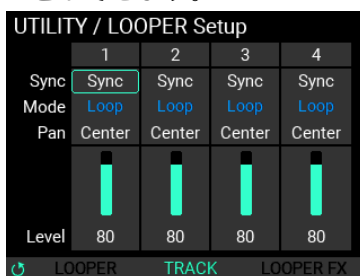 UTILITY / LOOPER Setup
1 2 3 4
Sync Sync Sync Sync Sync
Mode Loop Loop Loop Loop
Pan Center Center Center Center
Level 80 80 80 80
LOOPER TRACK LOOPER FX